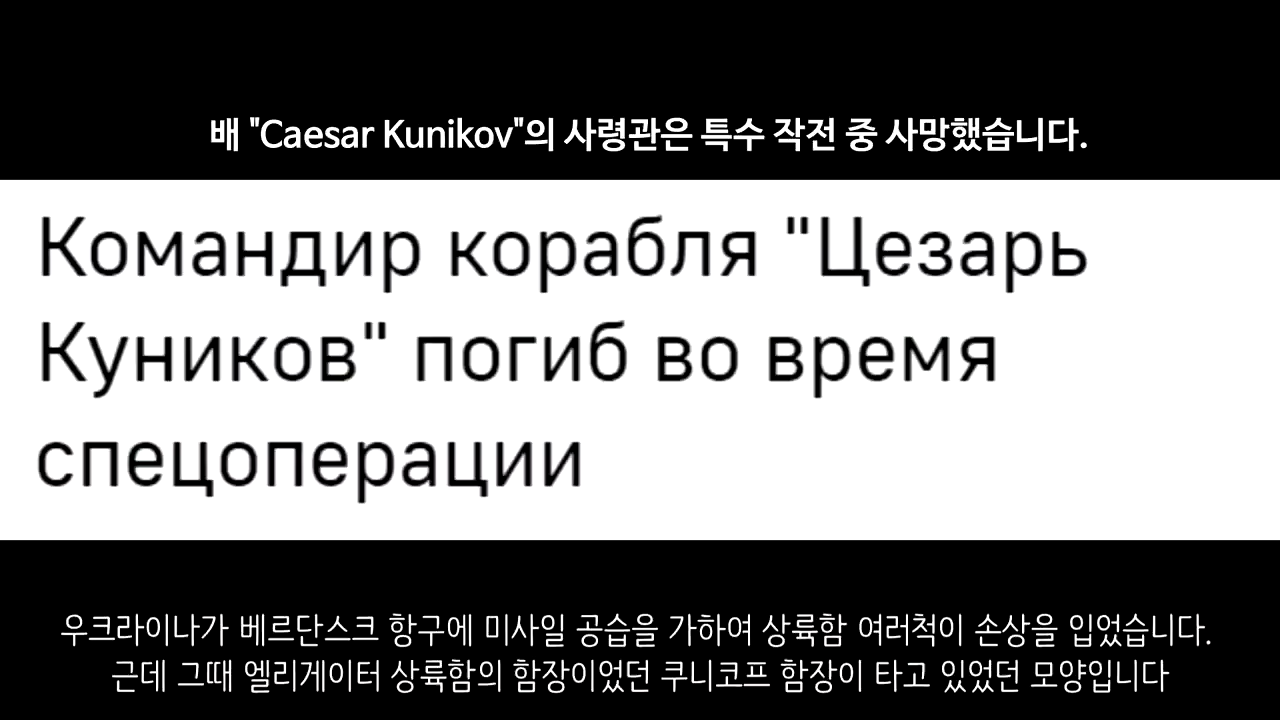 배 "Caesar Kunikov"의 사령관은 특수 작전 중 사망했습니다.
Командир корабля "Цезарь
Куников" погиб во время
спецоперации
우크라이나가 베르단스크 항구에 미사일 공습을 가하여 상륙함 여러척이 손상을 입었습니다.
근데 그때 엘리게이터 상륙함의 함장이었던 쿠니코프 함장이 타고 있었던 모양입니다